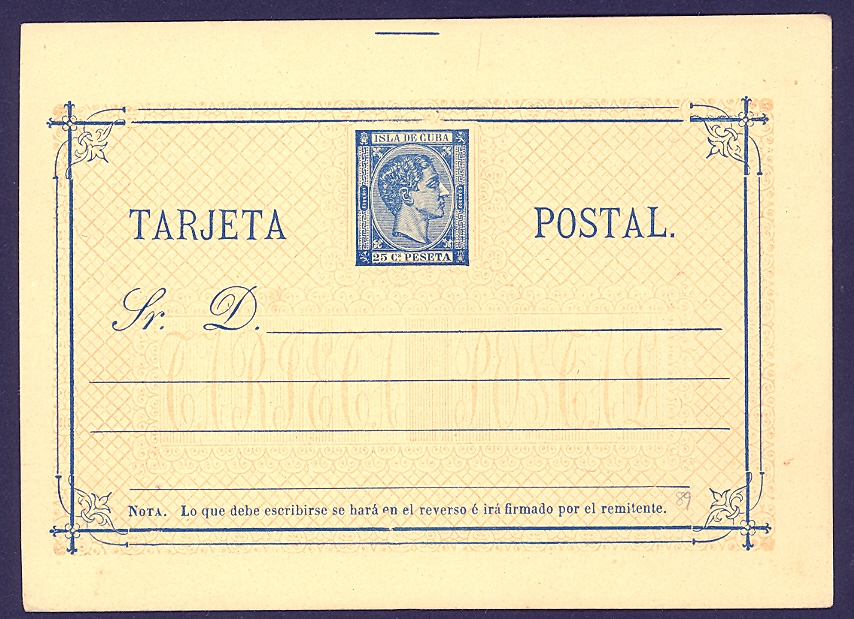 ISLA DE CUBA
25 Cs. PESETA
TARJETA POSTAL.
Sr. D.
NOTA. Lo que debe escribirse se hará en el reverso é irá firmado por el remitente.
89